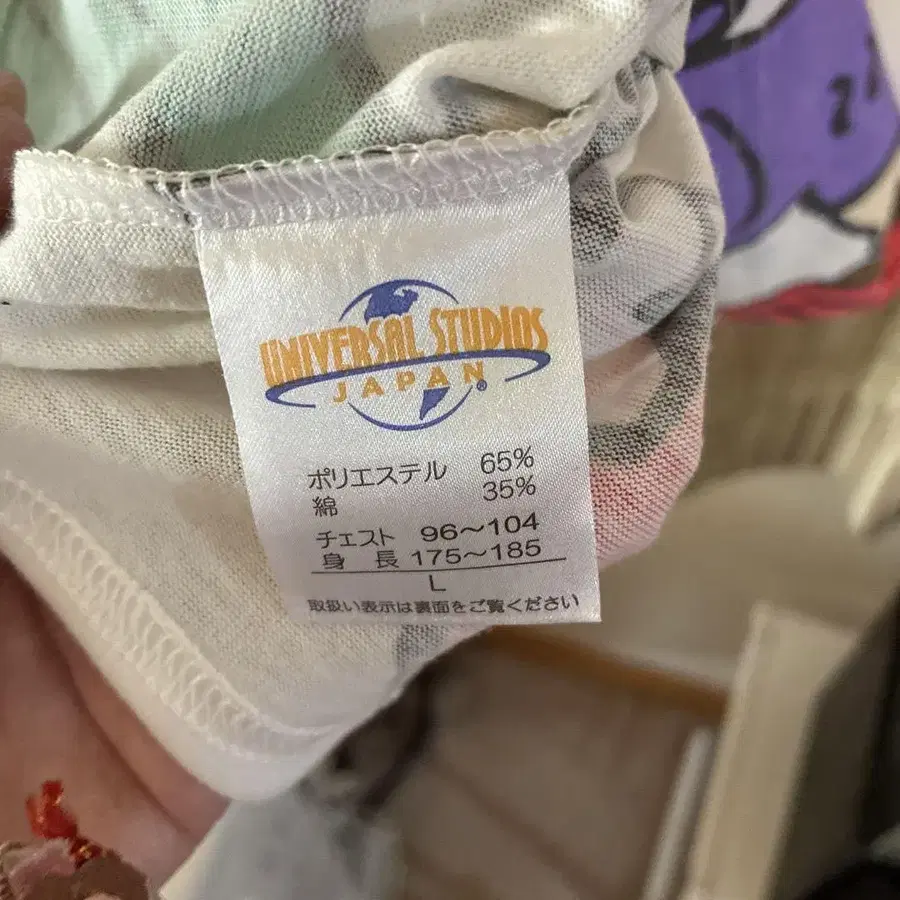 UNIVERSAL STUDIOS
JAPAN®
ポリエステル 65%
綿 35%
チェスト 96～104
身長 175～185
L
取扱い表示は裏面をご覧ください